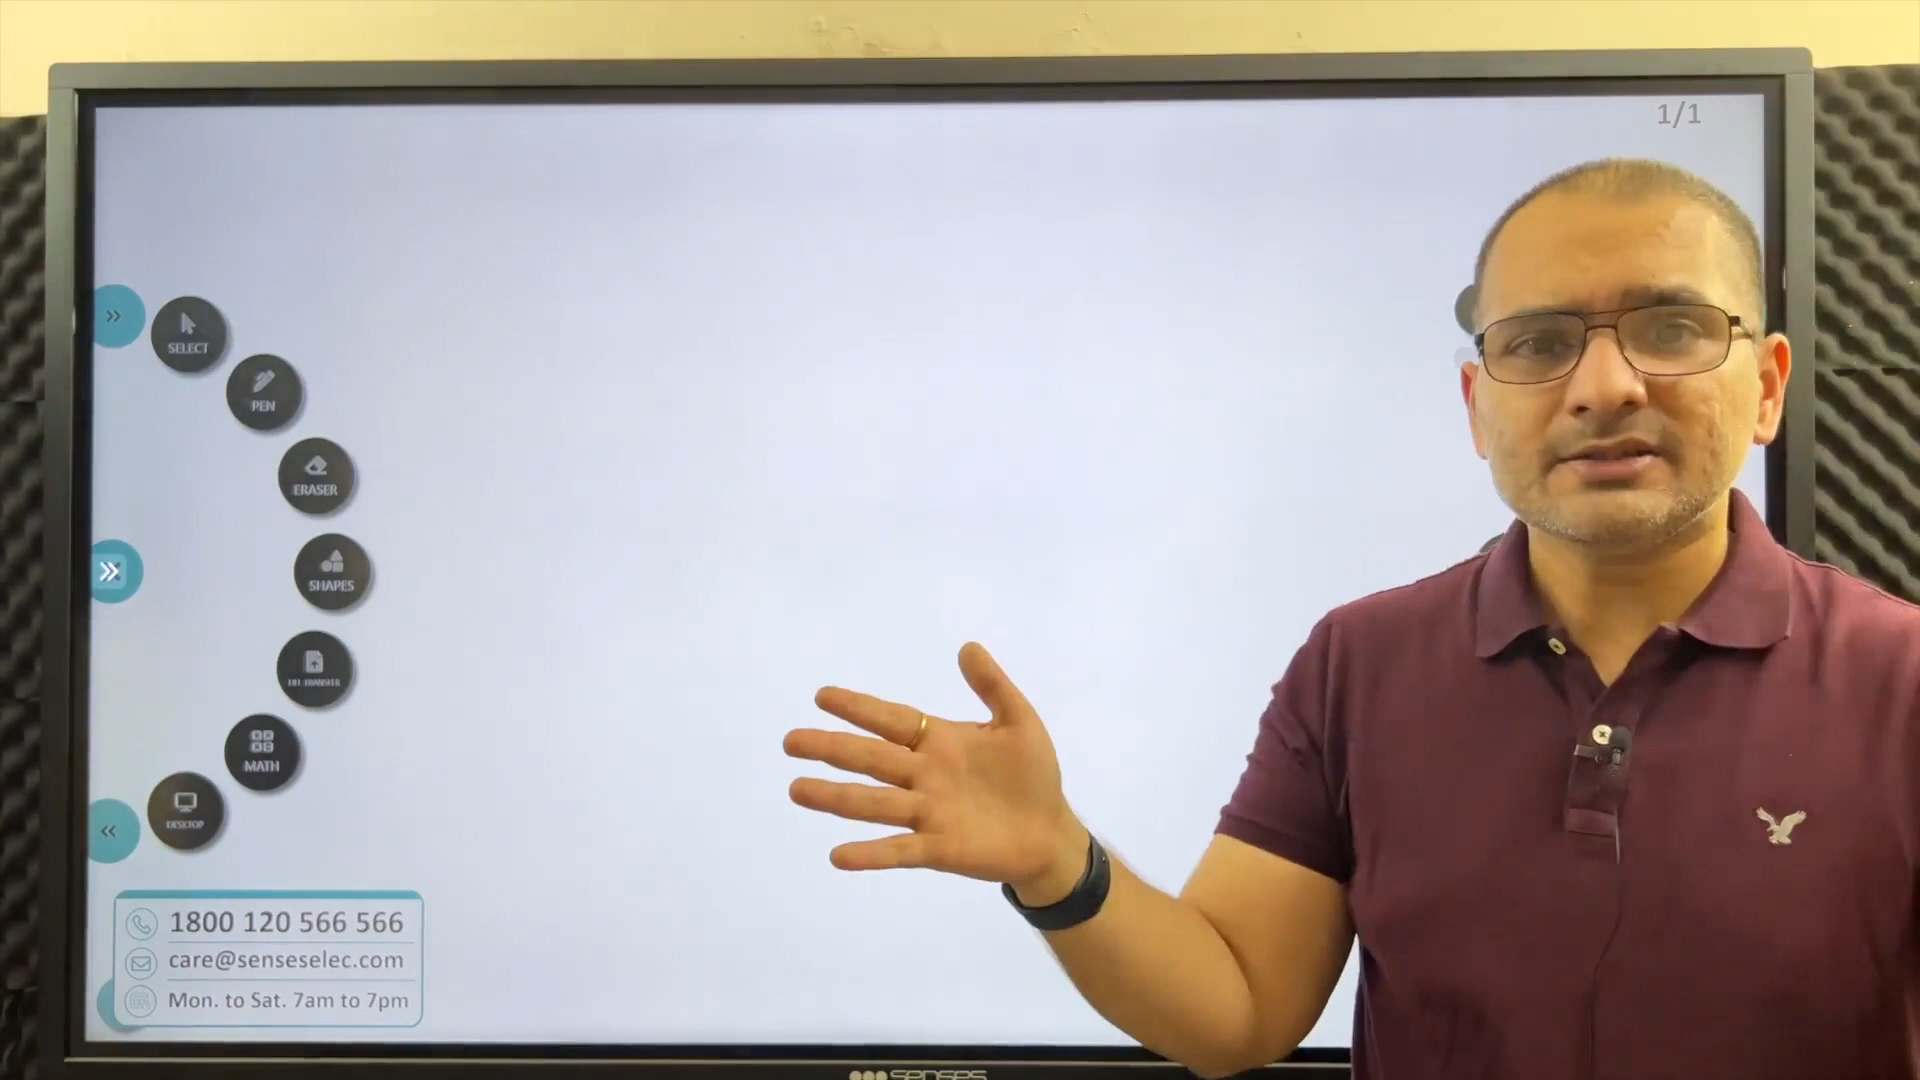 1/1
SELECT
PEN
ERASER
SHAPES
MATH
DESKTOP
1800 120 566 566
care@senseselec.com
Mon. to Sat. 7am to 7pm
senses